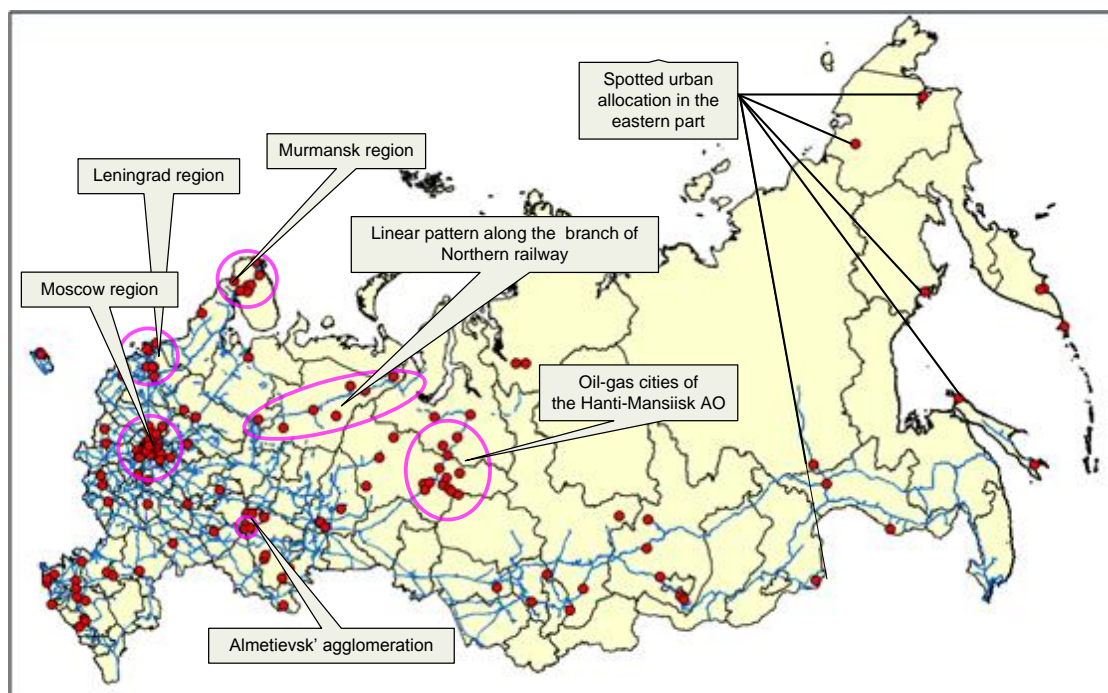 Spotted urban
allocation in the
eastern part
Murmansk region
Leningrad region
Linear pattern along the branch of
Northern railway
Moscow region
Oil-gas cities of
the Hanti-Mansiisk AO
Almetievsk' agglomeration